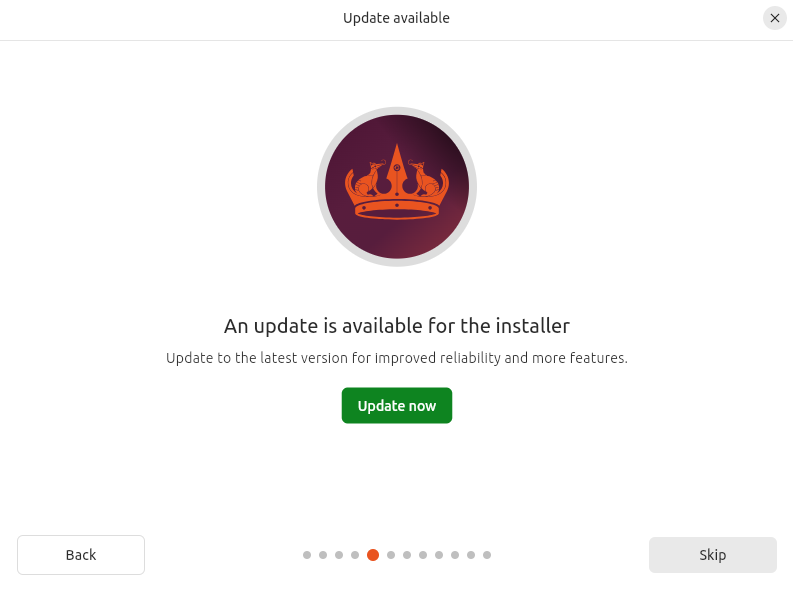 Update available
An update is available for the installer
Update to the latest version for improved reliability and more features.
Update now
Back
Skip